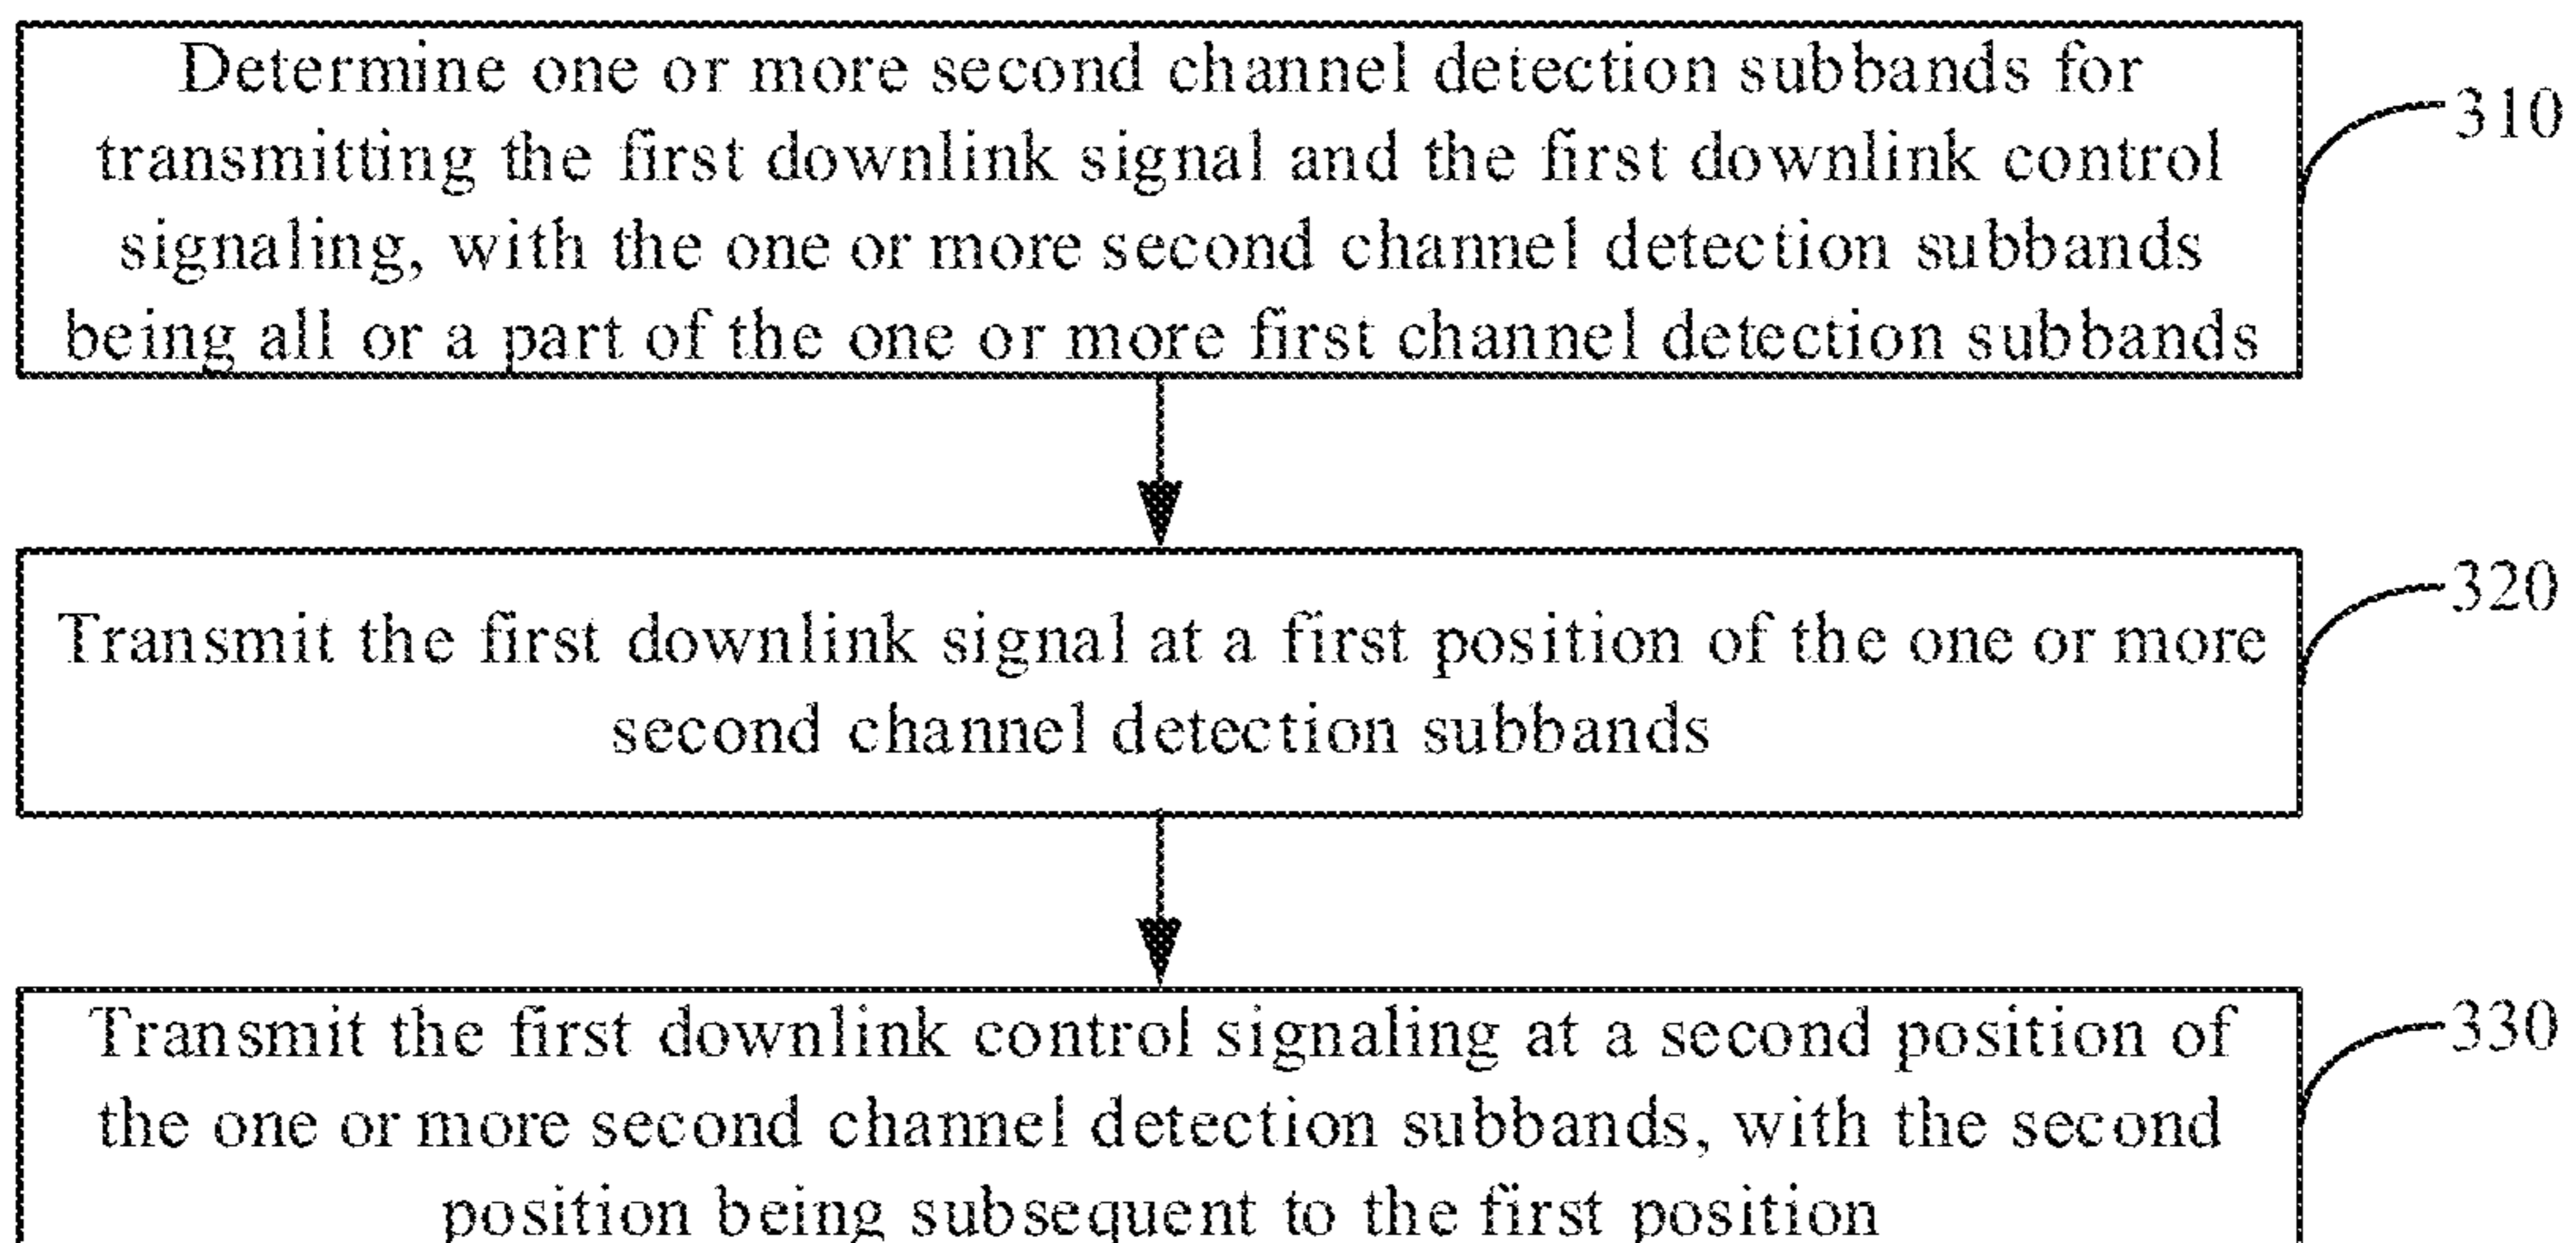 Determine one or more second channel detection subbands for
transmitting the first downlink signal and the first downlink control
signaling, with the one or more second channel detection subbands
being all or a part of the one or more first channel detection subbands
310
Transmit the first downlink signal at a first position of the one or more
second channel detection subbands
320
Transmit the first downlink control signaling at a second position of
the one or more second channel detection subbands, with the second
position being subsequent to the first position
330